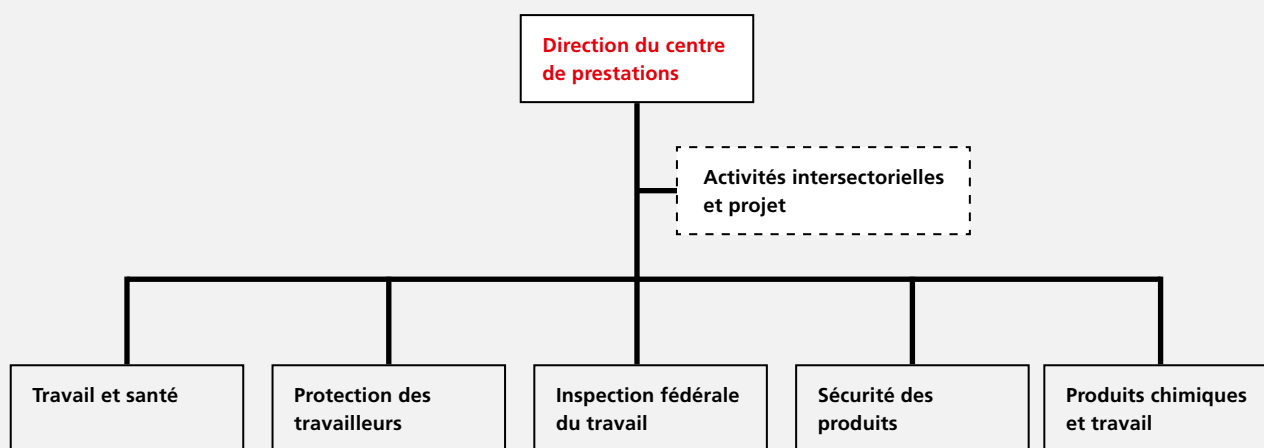 Direction du centre
de prestations
Activités intersectorielles
et projet
Travail et santé
Protection des
travailleurs
Inspection fédérale
du travail
Sécurité des
produits
Produits chimiques
et travail